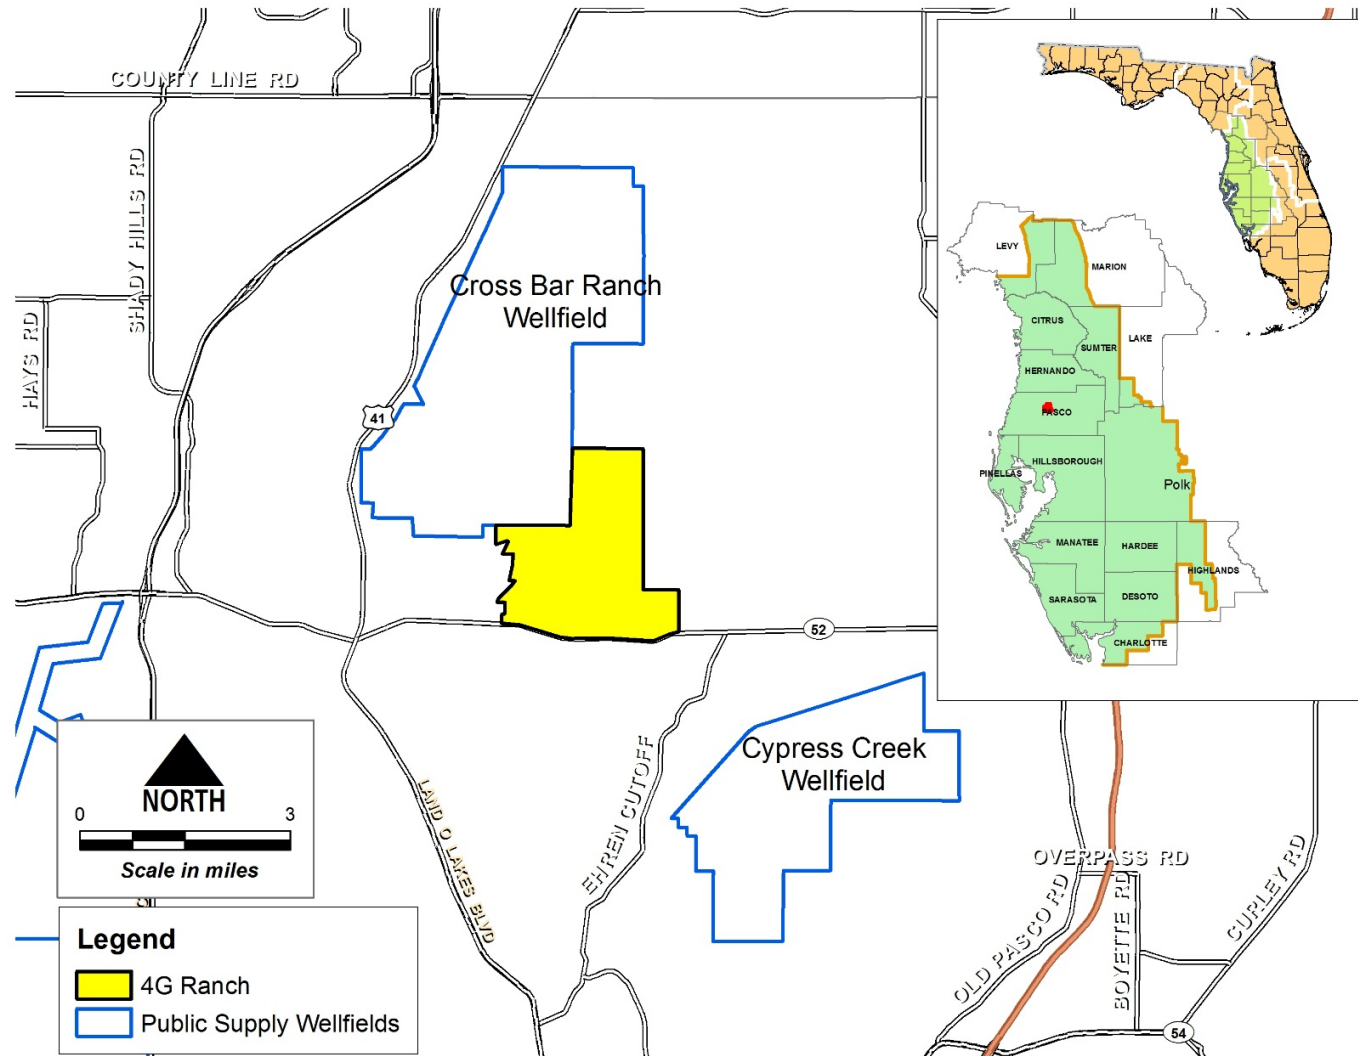 COUNTY LINE RD
SHADY HILLS RD
HAYS RD
Cross Bar Ranch
Wellfield
41
52
LEVY
MARION
CITRUS
LAKE
SUMTER
HERNANDO
PASCO
HILLSBOROUGH
PINELLAS
Polk
MANATEE
HARDEE
HIGHLANDS
SARASOTA
DESOTO
CHARLOTTE
Cypress Creek
Wellfield
EHREN CUTOFF
LAND O LAKES BLVD
OVERPASS RD
OLD PASCO RD
BOYETTE RD
CURLEY RD
54
NORTH
0 3
Scale in miles
Legend
4G Ranch
Public Supply Wellfields